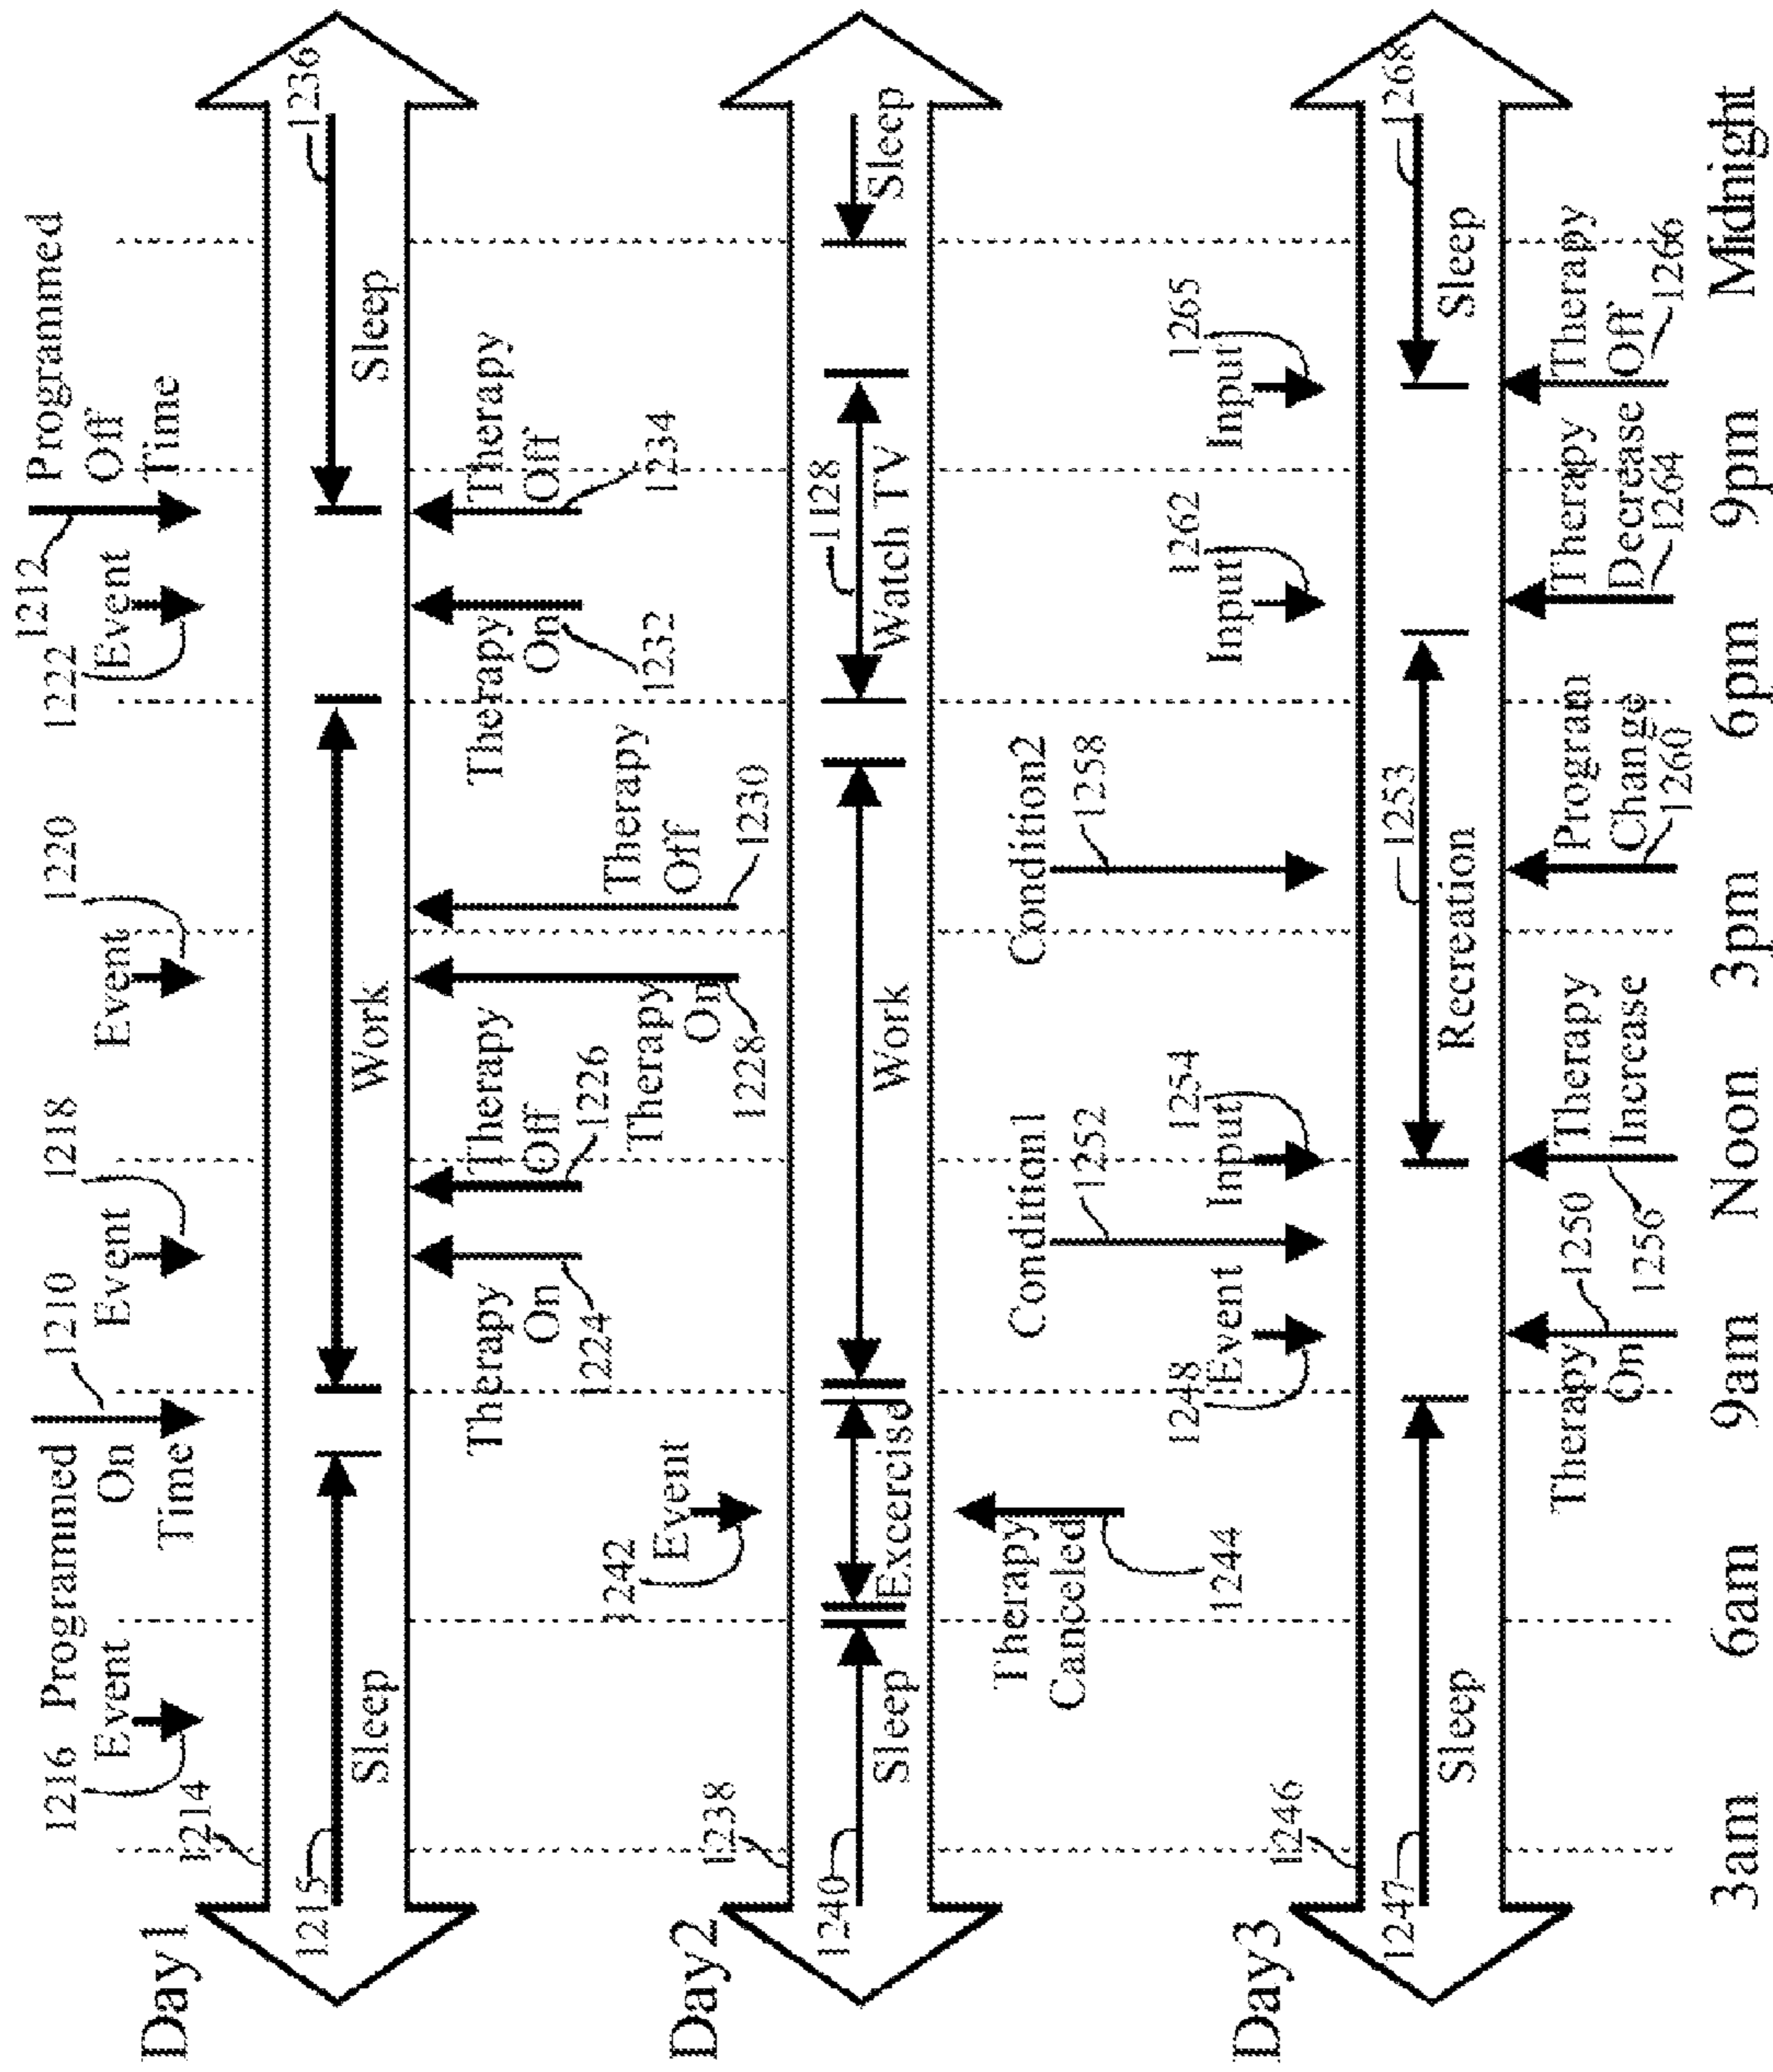 1216 Programmed
On
Time
1210
1218
1220
1212
1222
Programmed
Off
Time
Event
Event
Event
Event
Day1
1214
1215
Sleep
Work
Sleep
1236
Therapy
On
1224
Therapy
Off
1226
Therapy
On
1228
Therapy
Off
1230
Therapy
On
1232
Therapy
Off
1234
1242
Event
Day2
1238
1240
Sleep
Excercise
Work
1128
Watch TV
Sleep
Therapy
Canceled
1244
Condition1
1252
Condition2
1258
1248
Event
1254
Input
1262
Input
1265
Input
Day3
1246
1247
Sleep
1253
Recreation
1268
Sleep
Therapy
On
1250
1256
Therapy
Increase
Program
Change
1260
Therapy
Decrease
1264
Therapy
Off
1266
3am 6am 9am Noon 3pm 6pm 9pm Midnight